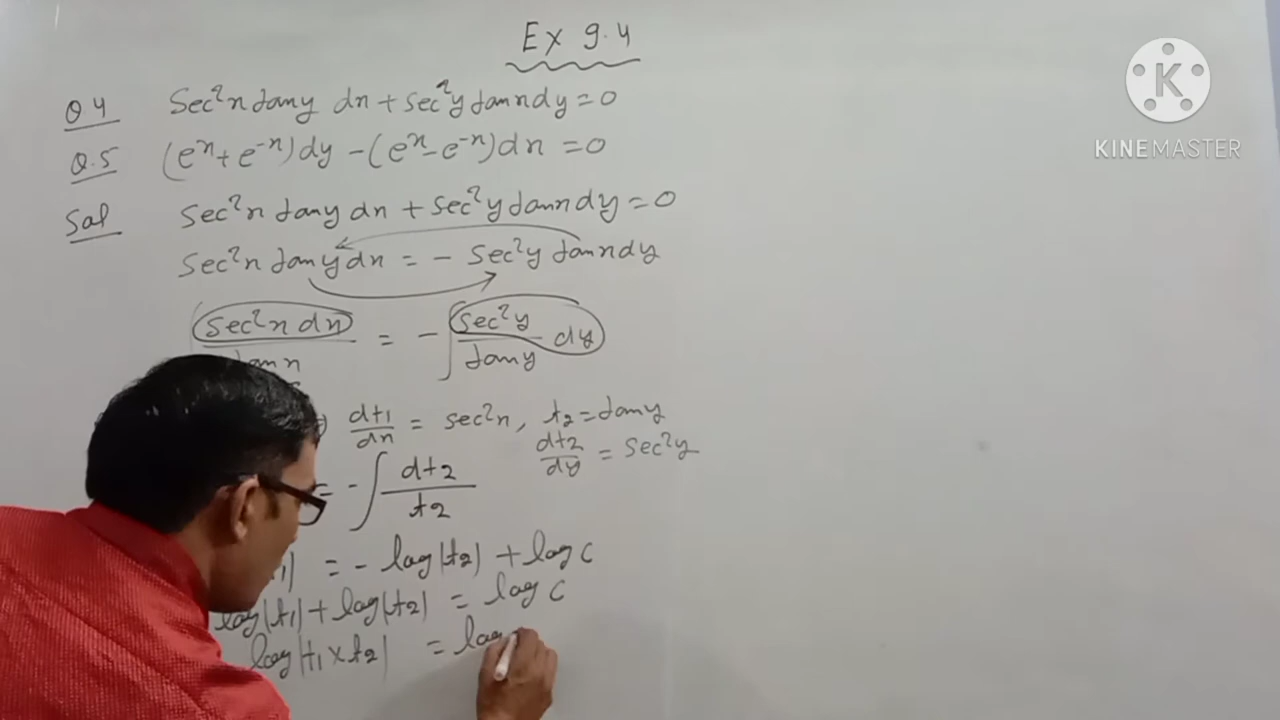 Ex 9.4
K
KINEMASTER
Q.4 Sec²x tany dx + sec²y tanx dy = 0
Q.5 (eˣ + e⁻ˣ) dy - (eˣ - e⁻ˣ) dx = 0
Sol Sec²x tany dx + sec²y tanx dy = 0
Sec²x tany dx = - Sec²y tanx dy
sec²x dx / tan x = - ∫ sec²y / tany dy
dt₁/dx = sec²x, t₂ = tany
dt₂/dy = sec²y
= - ∫ dt₂ / t₂
t₁| = - log|t₂| + log c
log|t₁| + log|t₂| = log c
log|t₁ × t₂| = log